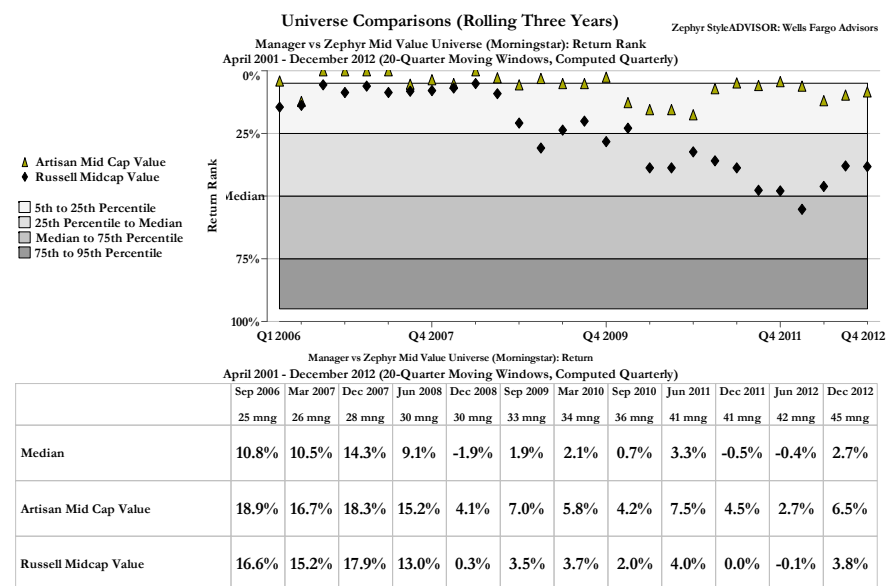 Universe Comparisons (Rolling Three Years)
Zephyr StyleADVISOR: Wells Fargo Advisors
Manager vs Zephyr Mid Value Universe (Morningstar): Return Rank
April 2001 - December 2012 (20-Quarter Moving Windows, Computed Quarterly)
Artisan Mid Cap Value
Russell Midcap Value
5th to 25th Percentile
25th Percentile to Median
Median to 75th Percentile
75th to 95th Percentile
Return Rank
0%
25%
Median
75%
100%
Q1 2006 Q4 2007 Q4 2009 Q4 2011 Q4 2012
Manager vs Zephyr Mid Value Universe (Morningstar): Return
April 2001 - December 2012 (20-Quarter Moving Windows, Computed Quarterly)
Sep 2006 Mar 2007 Dec 2007 Jun 2008 Dec 2008 Sep 2009 Mar 2010 Sep 2010 Jun 2011 Dec 2011 Jun 2012 Dec 2012
25 mng 26 mng 28 mng 30 mng 30 mng 33 mng 34 mng 36 mng 41 mng 41 mng 42 mng 45 mng
Median 10.8% 10.5% 14.3% 9.1% -1.9% 1.9% 2.1% 0.7% 3.3% -0.5% -0.4% 2.7%
Artisan Mid Cap Value 18.9% 16.7% 18.3% 15.2% 4.1% 7.0% 5.8% 4.2% 7.5% 4.5% 2.7% 6.5%
Russell Midcap Value 16.6% 15.2% 17.9% 13.0% 0.3% 3.5% 3.7% 2.0% 4.0% 0.0% -0.1% 3.8%